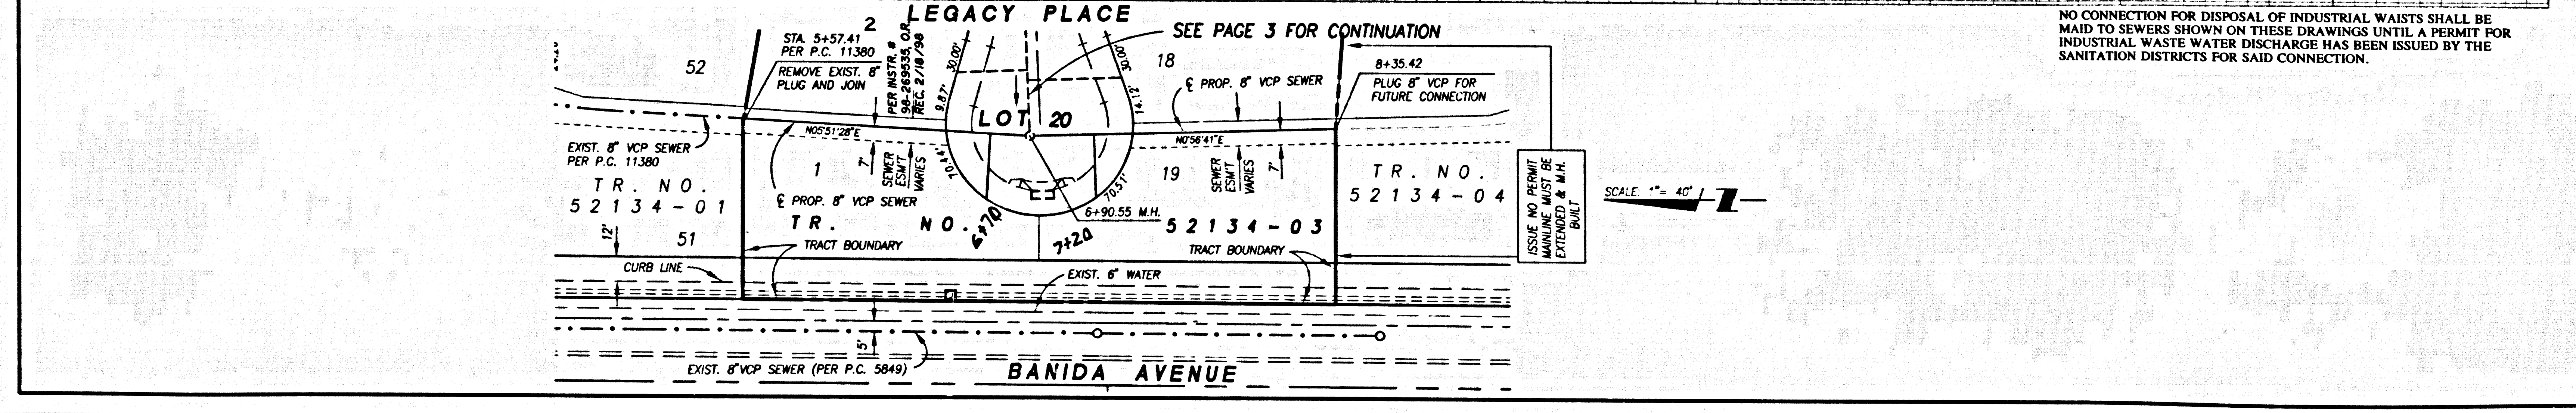 LEGACY PLACE
2
STA. 5+57.41
PER P.C. 11380
REMOVE EXIST. 8"
PLUG AND JOIN
PER INSTR. #
98-269535, O.R.
REC. 2/18/98
SEE PAGE 3 FOR CONTINUATION
NO CONNECTION FOR DISPOSAL OF INDUSTRIAL WAISTS SHALL BE
MAID TO SEWERS SHOWN ON THESE DRAWINGS UNTIL A PERMIT FOR
INDUSTRIAL WASTE WATER DISCHARGE HAS BEEN ISSUED BY THE
SANITATION DISTRICTS FOR SAID CONNECTION.
52
30.00'
30.00'
18
8+35.42
PLUG 8" VCP FOR
FUTURE CONNECTION
℄ PROP. 8" VCP SEWER
9.87'
14.12'
LOT 20
N05°51'28"E
N0°56'41"E
EXIST. 8" VCP SEWER
PER P.C. 11380
1
7'
SEWER
ESM'T
VARIES
70.44'
19
SEWER
ESM'T
VARIES
7'
TR. NO.
52134-01
℄ PROP. 8" VCP SEWER
70.51'
TR. NO.
52134-04
ISSUE NO PERMIT
MAINLINE MUST BE
EXTENDED & M.H.
BUILT
SCALE: 1"= 40'
6+90.55 M.H.
TR. NO. 52134-03
6+70
7+20
12'
51
TRACT BOUNDARY
TRACT BOUNDARY
CURB LINE
EXIST. 6" WATER
5'
EXIST. 8"VCP SEWER (PER P.C. 5849)
BANIDA AVENUE